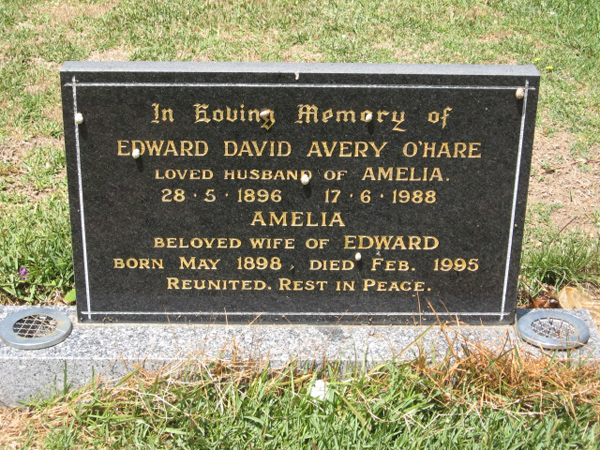 In Loving Memory of
EDWARD DAVID AVERY O'HARE
LOVED HUSBAND OF AMELIA.
28 · 5 · 1896 17 · 6 · 1988
AMELIA
BELOVED WIFE OF EDWARD
BORN MAY 1898, DIED FEB. 1995
REUNITED. REST IN PEACE.